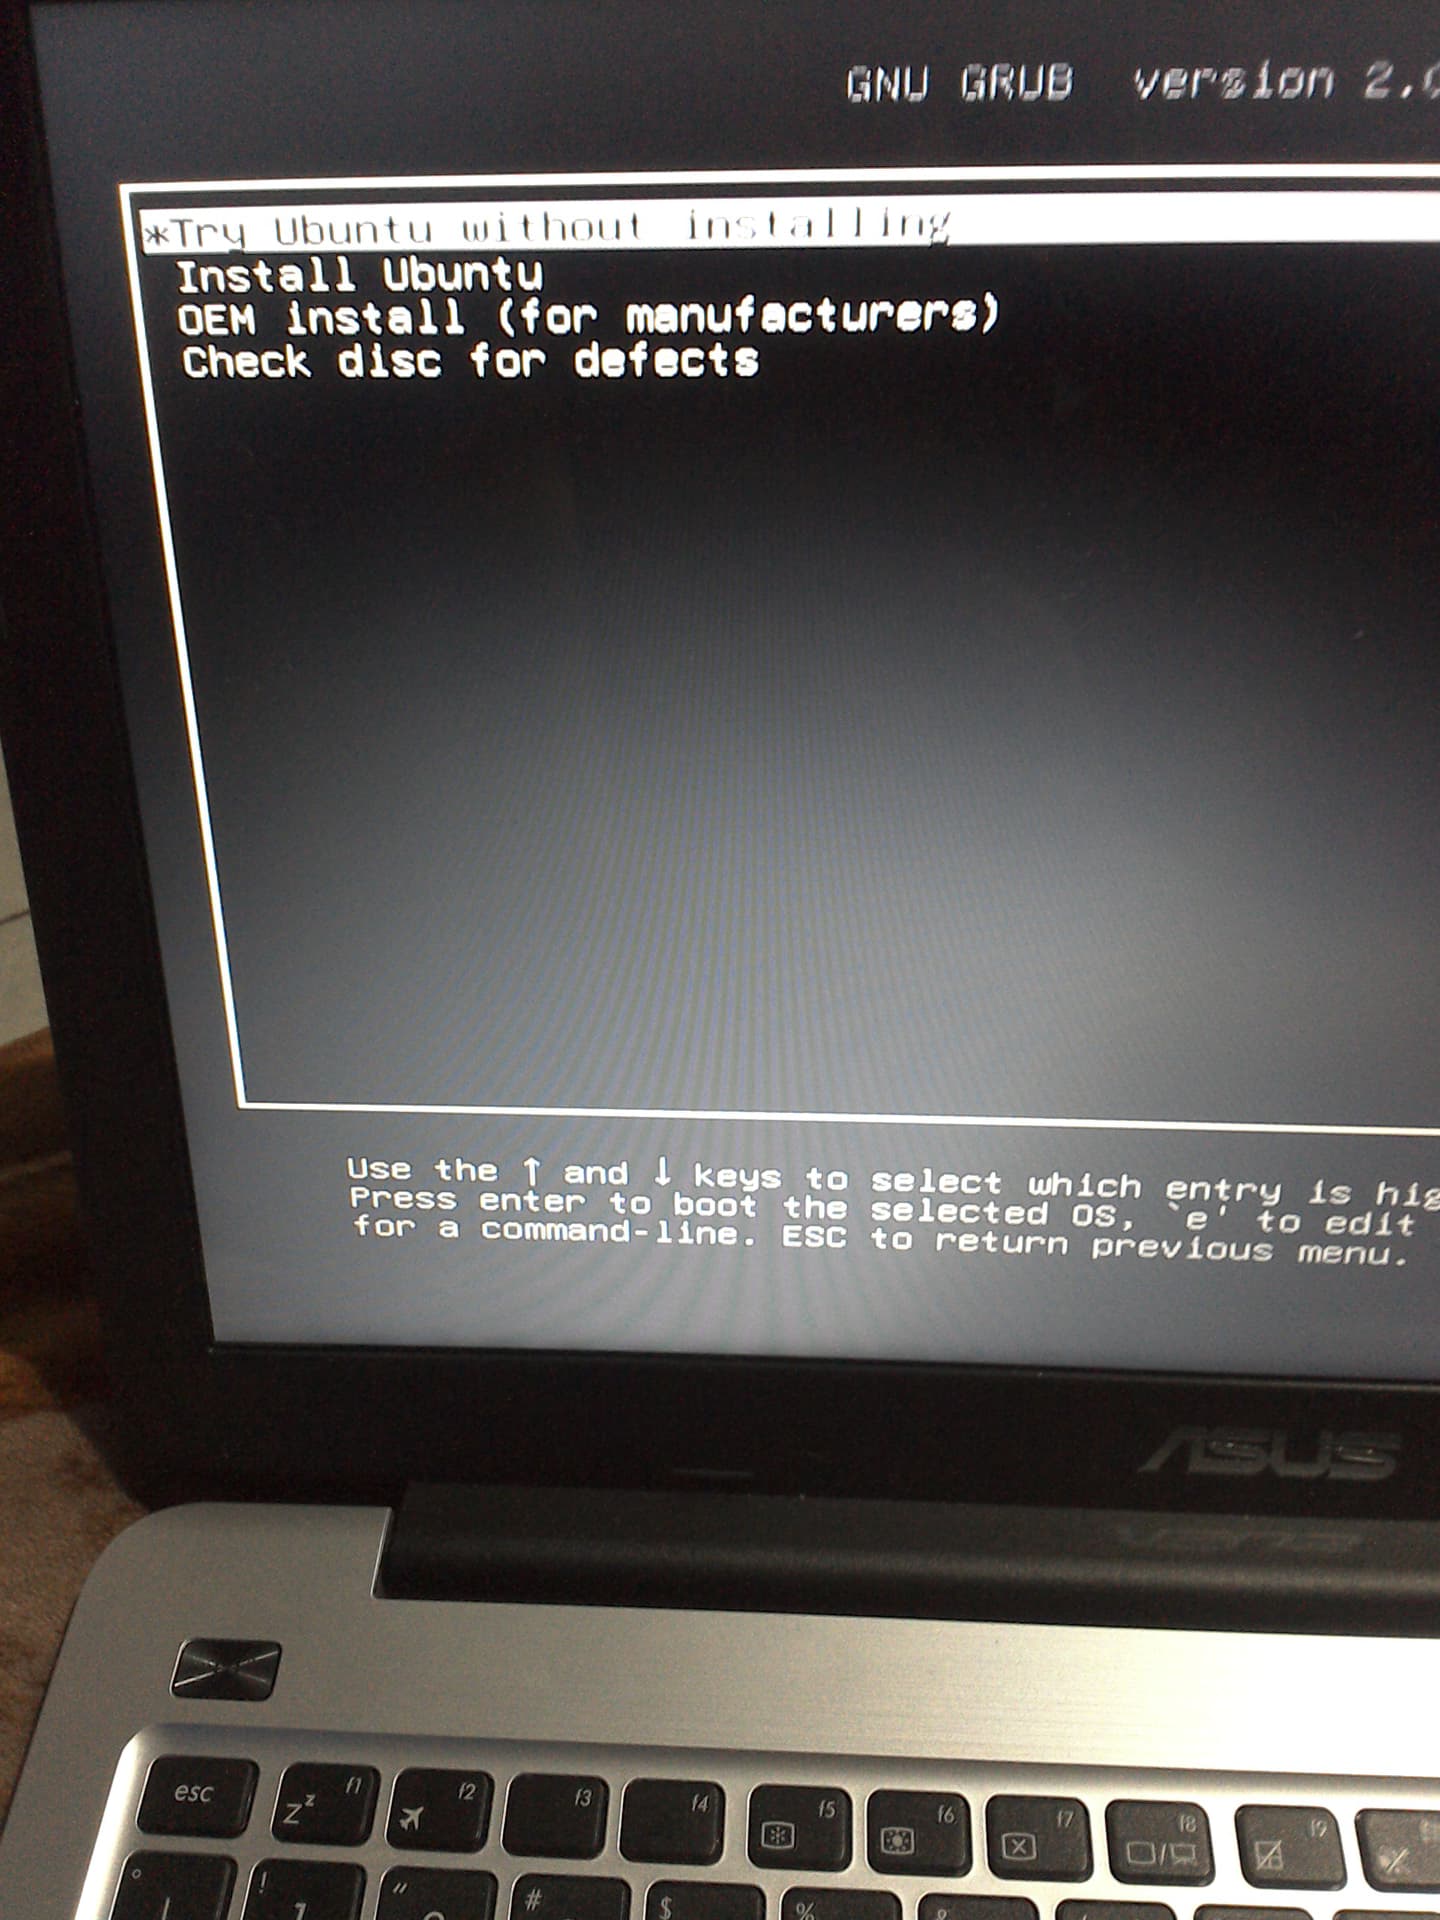 GNU GRUB version 2.
*Try Ubuntu without installing
Install Ubuntu
OEM install (for manufacturers)
Check disc for defects
Use the ↑ and ↓ keys to select which entry is
Press enter to boot the selected OS, `e' to edit
for a command-line. ESC to return previous menu.
ASUS
esc
z z f1
f2
f3
f4
f5
f6
f7
f8
f9
!
"
#
$
%